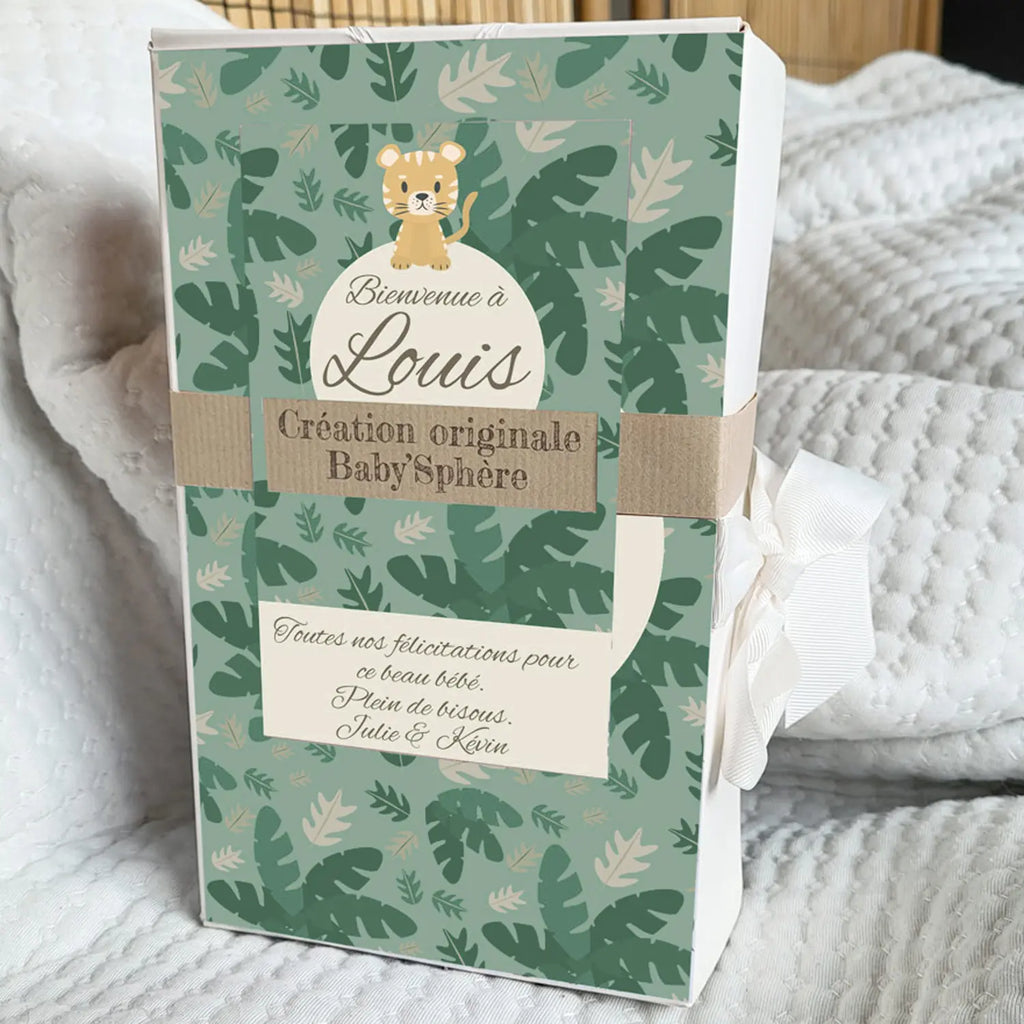 Bienvenue à
Louis
Création originale
Baby'Sphère
Toutes nos félicitations pour
ce beau bébé.
Plein de bisous.
Julie & Kévin